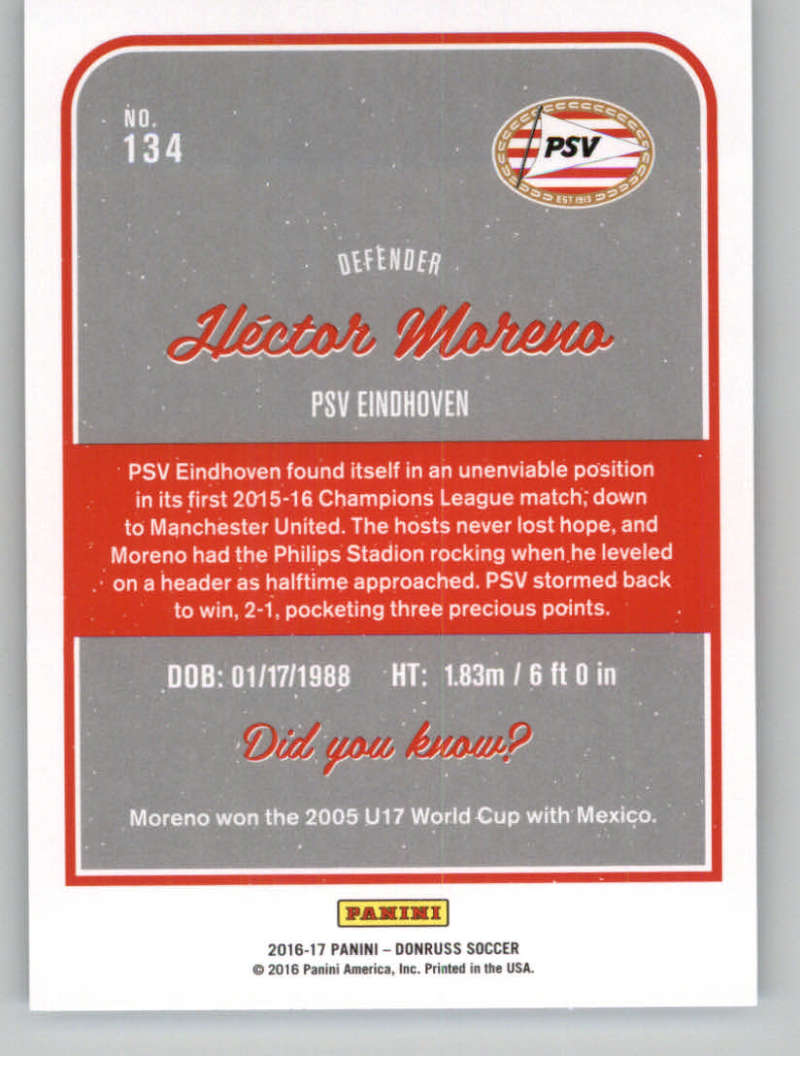 NO.
134
PSV
EST 1913
DEFENDER
Héctor Moreno
PSV EINDHOVEN
PSV Eindhoven found itself in an unenviable position
in its first 2015-16 Champions League match, down
to Manchester United. The hosts never lost hope, and
Moreno had the Philips Stadion rocking when he leveled
on a header as halftime approached. PSV stormed back
to win, 2-1, pocketing three precious points.
DOB: 01/17/1988 HT: 1.83m / 6 ft 0 in
Did you know?
Moreno won the 2005 U17 World Cup with Mexico.
PANINI
2016-17 PANINI – DONRUSS SOCCER
© 2016 Panini America, Inc. Printed in the USA.